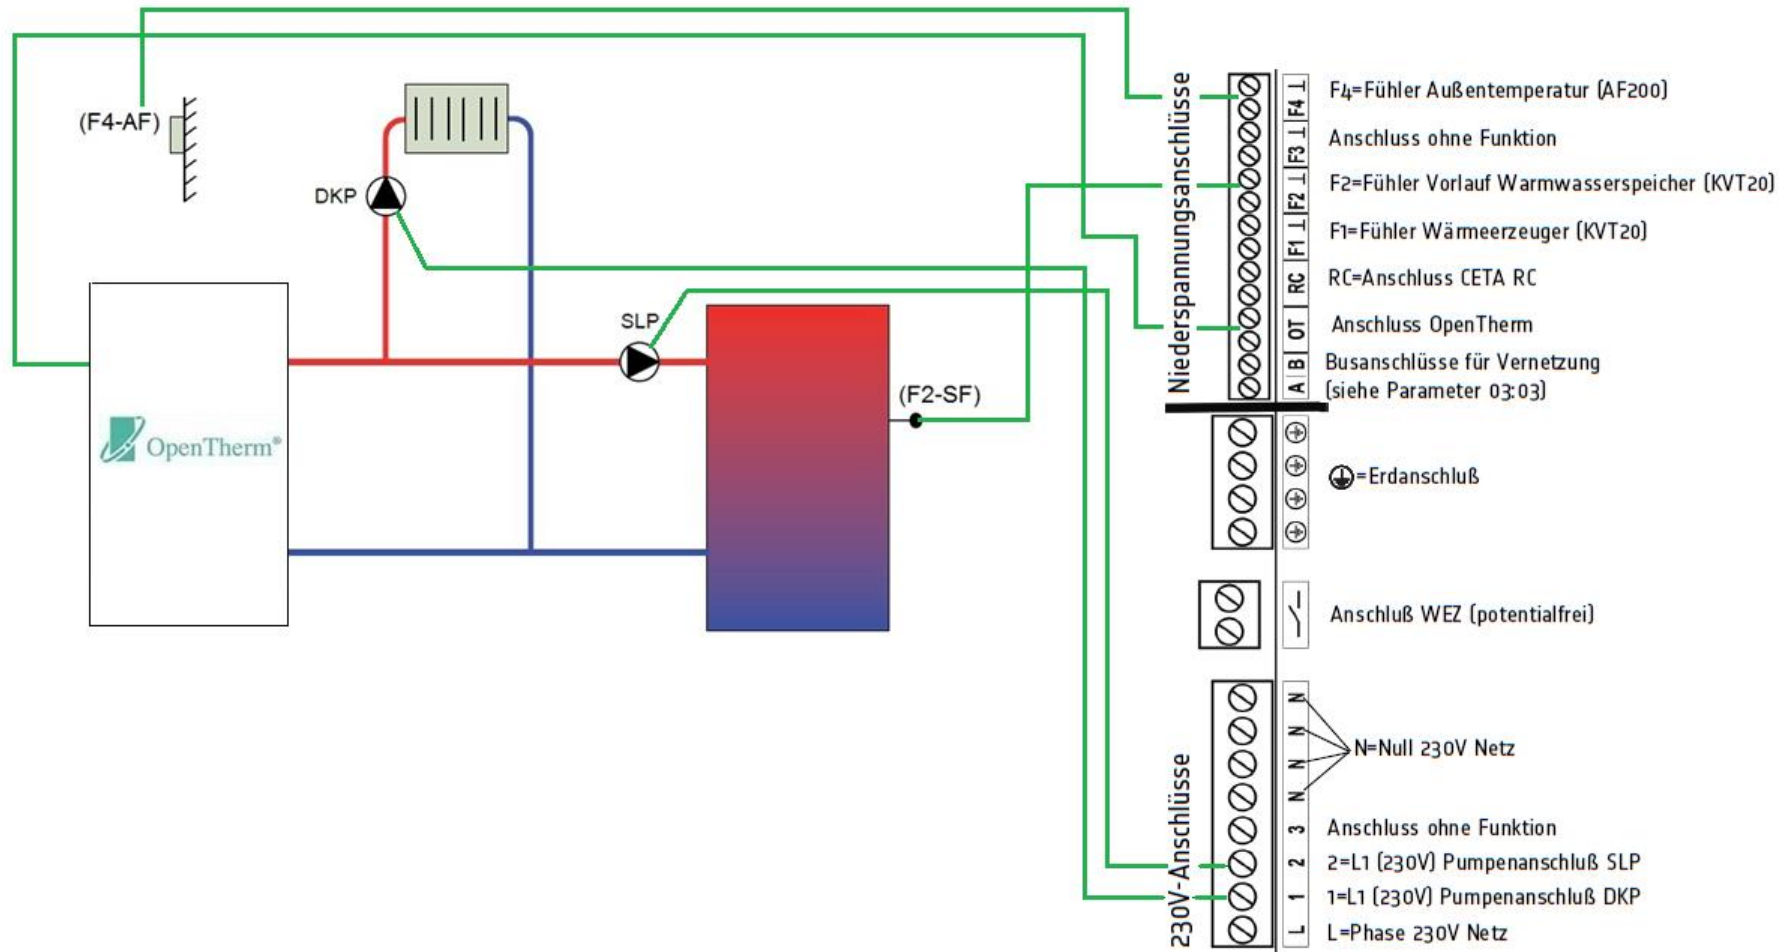 (F4-AF)
DKP
SLP
(F2-SF)
OpenTherm®
Niederspannungsanschlüsse
F4 ⊥
F3 ⊥
F2 ⊥
F1 ⊥
RC
OT
A B
F4=Fühler Außentemperatur (AF200)
Anschluss ohne Funktion
F2=Fühler Vorlauf Warmwasserspeicher (KVT20)
F1=Fühler Wärmeerzeuger (KVT20)
RC=Anschluss CETA RC
Anschluss OpenTherm
Busanschlüsse für Vernetzung
(siehe Parameter 03:03)
=Erdanschluß
Anschluß WEZ (potentialfrei)
230V-Anschlüsse
N
N
N
N
3
2
1
L
N=Null 230V Netz
Anschluss ohne Funktion
2=L1 (230V) Pumpenanschluß SLP
1=L1 (230V) Pumpenanschluß DKP
L=Phase 230V Netz